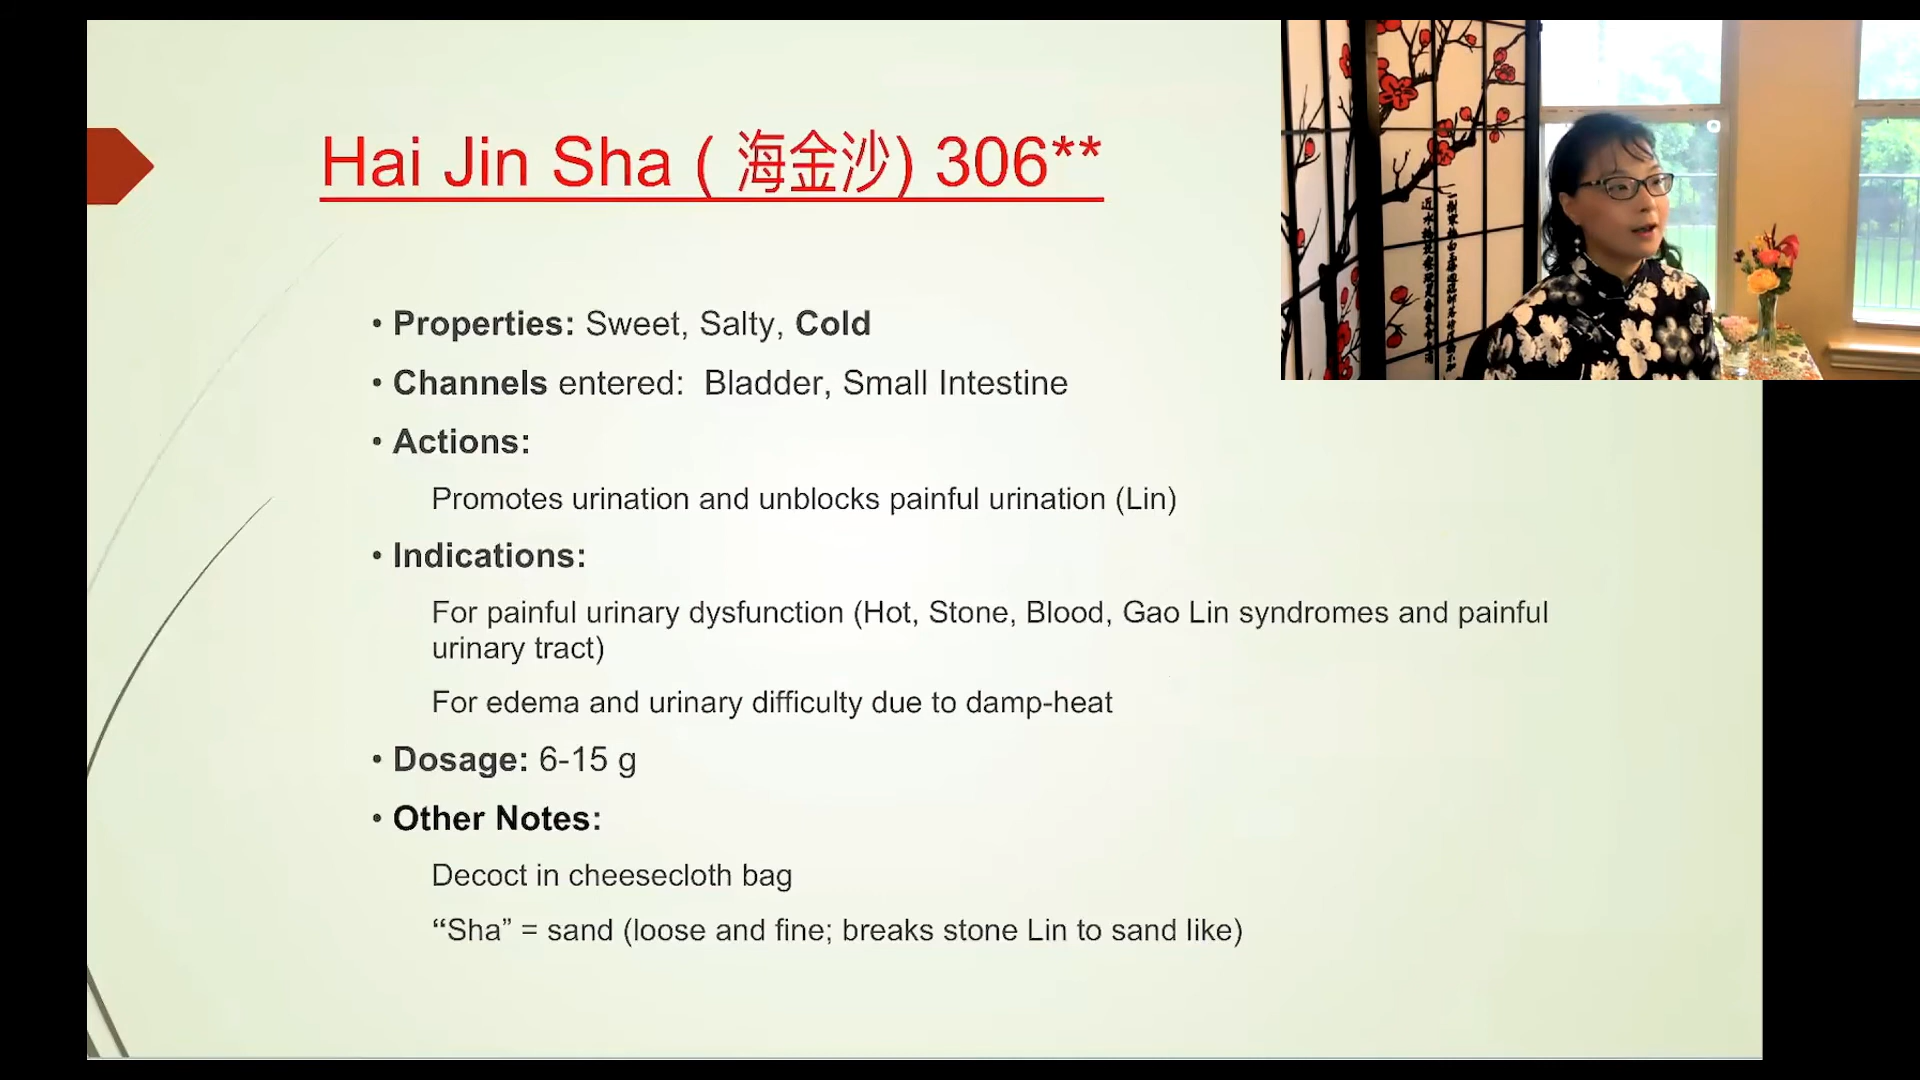 Hai Jin Sha ( 海金沙) 306**
• Properties: Sweet, Salty, Cold
• Channels entered:  Bladder, Small Intestine
• Actions:
Promotes urination and unblocks painful urination (Lin)
• Indications:
For painful urinary dysfunction (Hot, Stone, Blood, Gao Lin syndromes and painful
urinary tract)
For edema and urinary difficulty due to damp-heat
• Dosage: 6-15 g
• Other Notes:
Decoct in cheesecloth bag
“Sha” = sand (loose and fine; breaks stone Lin to sand like)